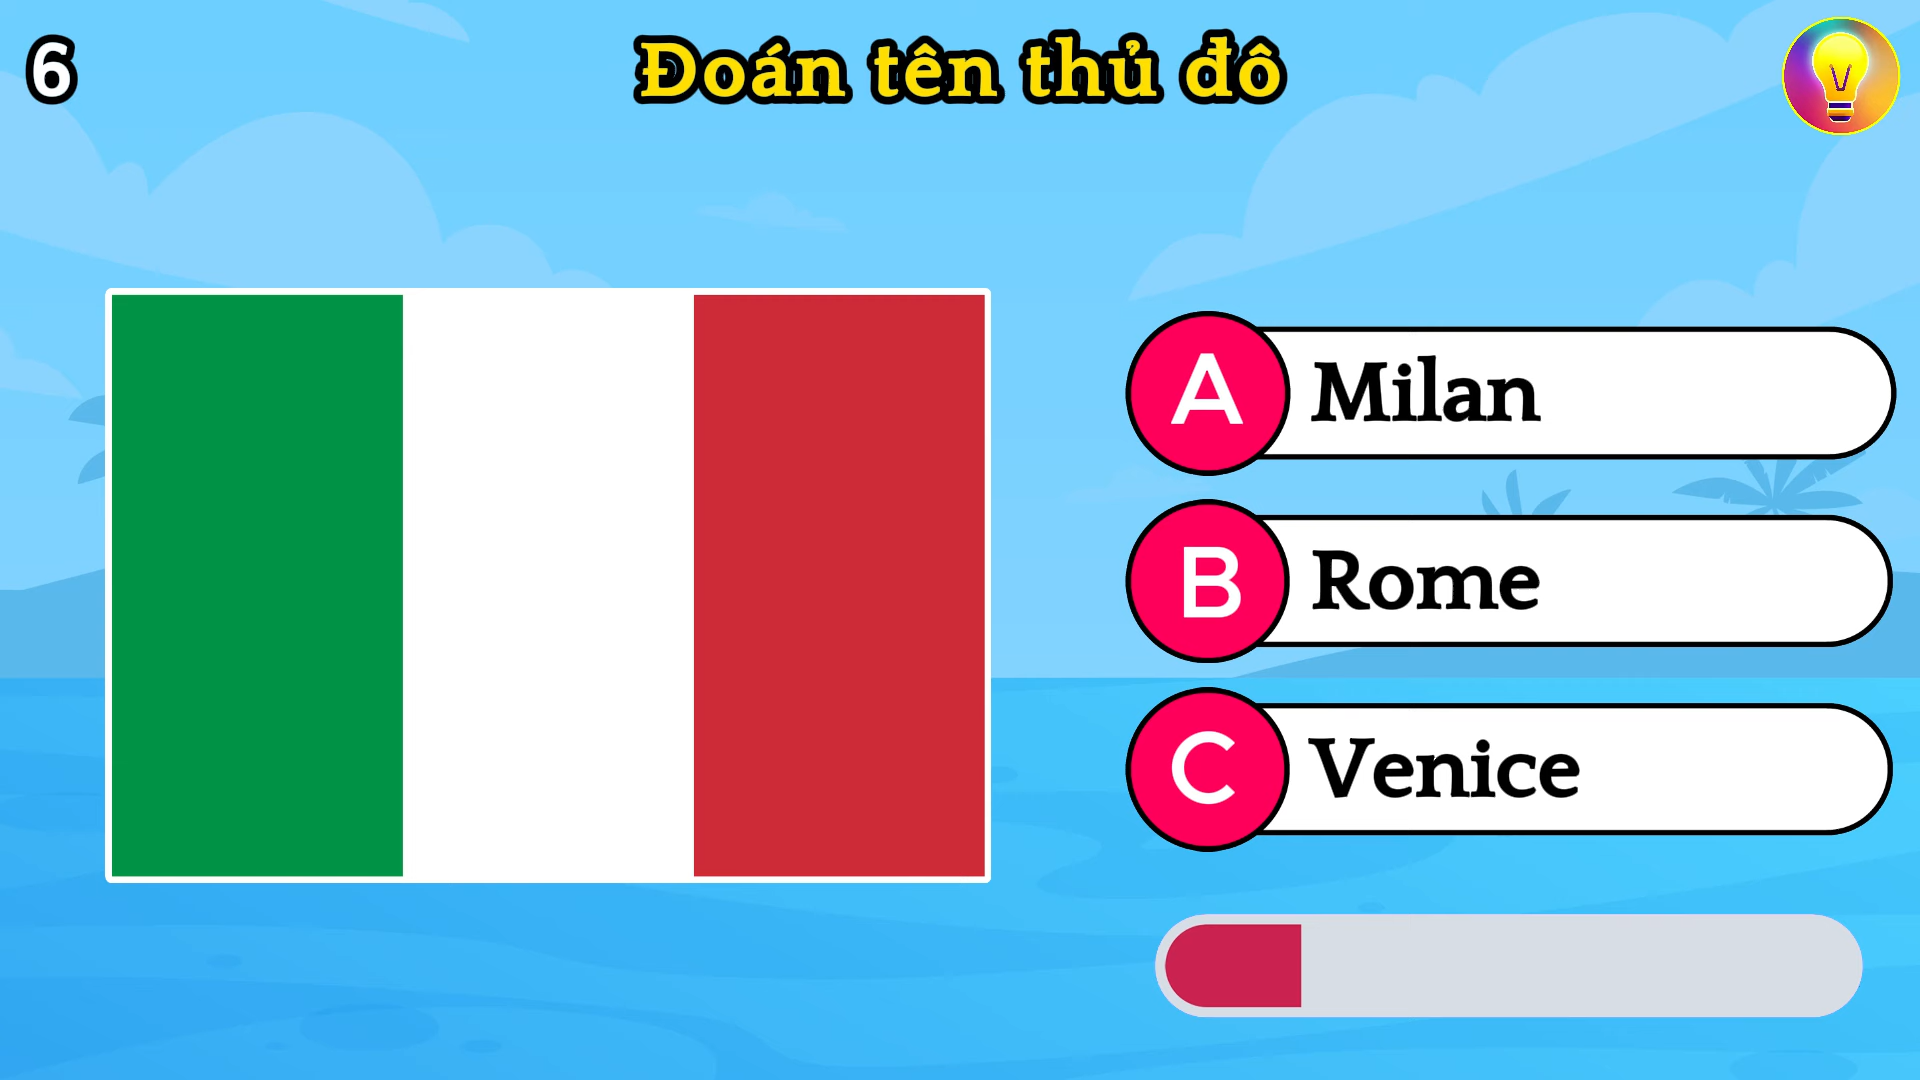 6
Đoán tên thủ đô
A Milan
B Rome
C Venice